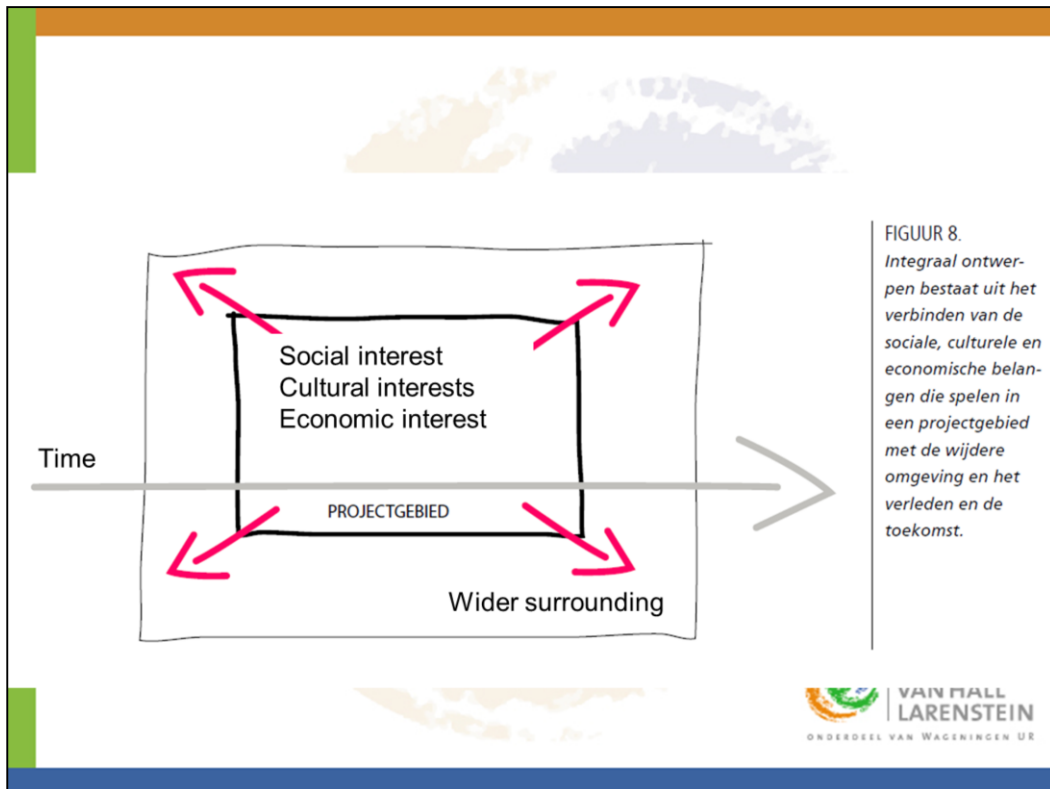 Social interest
Cultural interests
Economic interest
Time
PROJECTGEBIED
Wider surrounding
FIGUUR 8.
Integraal ontwer-
pen bestaat uit het
verbinden van de
sociale, culturele en
economische belan-
gen die spelen in
een projectgebied
met de wijdere
omgeving en het
verleden en de
toekomst.
VAN HALL
LARENSTEIN
ONDERDEEL VAN WAGENINGEN UR